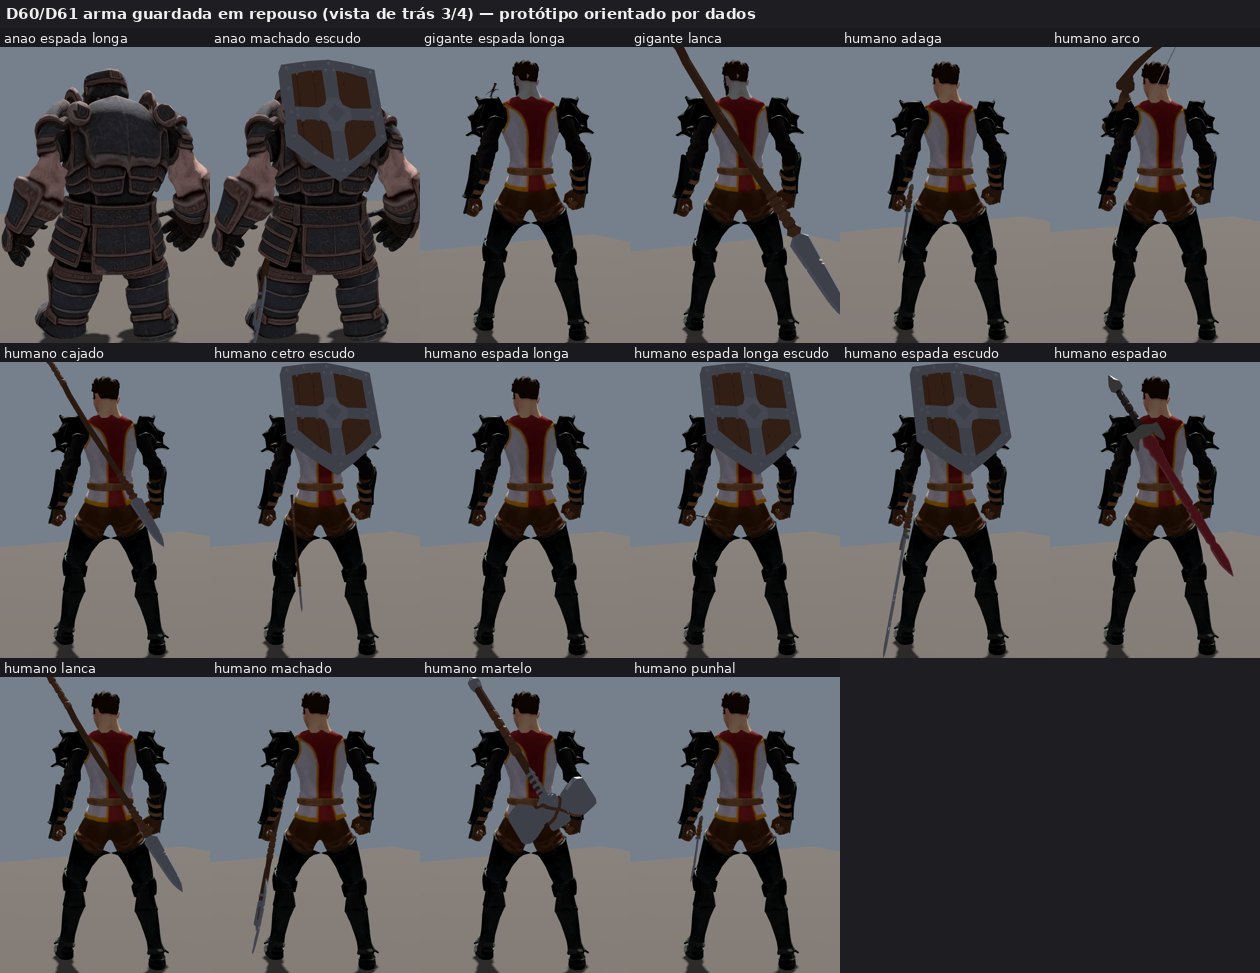 D60/D61 arma guardada em repouso (vista de trás 3/4) — protótipo orientado por dados
anao espada longa
anao machado escudo
gigante espada longa
gigante lanca
humano adaga
humano arco
humano cajado
humano cetro escudo
humano espada longa
humano espada longa escudo
humano espada escudo
humano espadao
humano lanca
humano machado
humano martelo
humano punhal